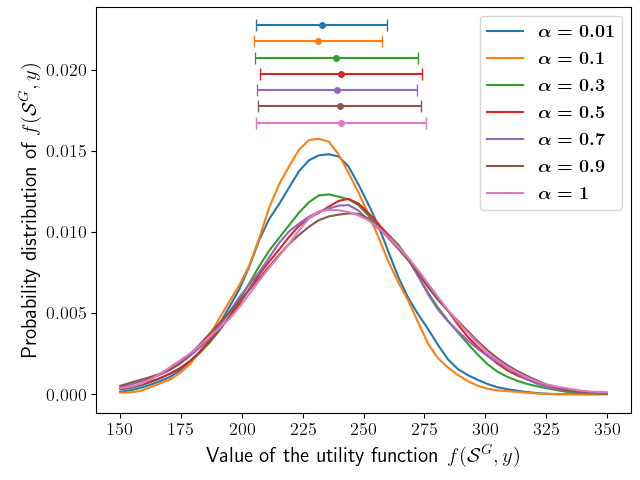 α = 0.01
α = 0.1
α = 0.3
α = 0.5
α = 0.7
α = 0.9
α = 1
Probability distribution of f(𝒮^G, y)
0.020
0.015
0.010
0.005
0.000
150 175 200 225 250 275 300 325 350
Value of the utility function f(𝒮^G, y)